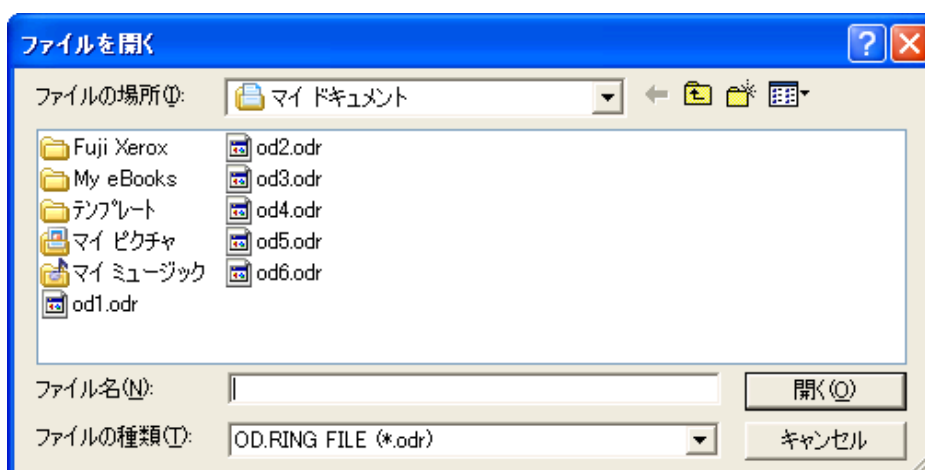 ファイルを開く
ファイルの場所(I):
マイ ドキュメント
Fuji Xerox
My eBooks
テンプレート
マイ ピクチャ
マイ ミュージック
od1.odr
od2.odr
od3.odr
od4.odr
od5.odr
od6.odr
ファイル名(N):
開く(O)
ファイルの種類(T):
OD.RING FILE (*.odr)
キャンセル